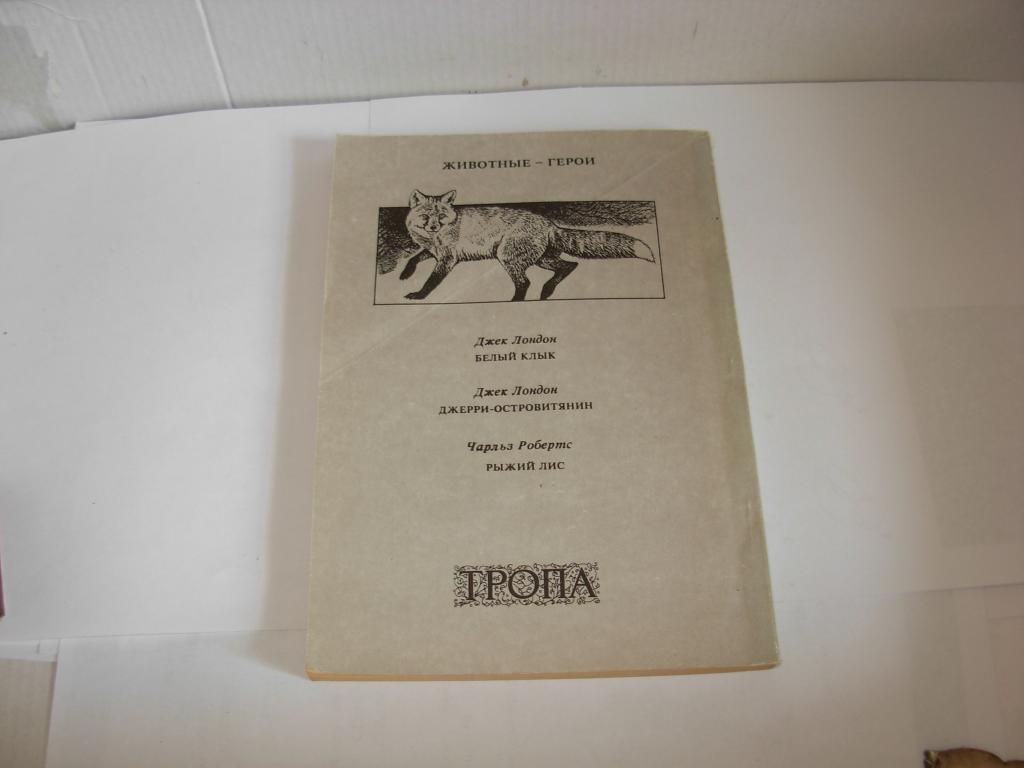 ЖИВОТНЫЕ – ГЕРОИ
Джек Лондон
БЕЛЫЙ КЛЫК
Джек Лондон
ДЖЕРРИ-ОСТРОВИТЯНИН
Чарльз Робертс
РЫЖИЙ ЛИС
ТРОПА